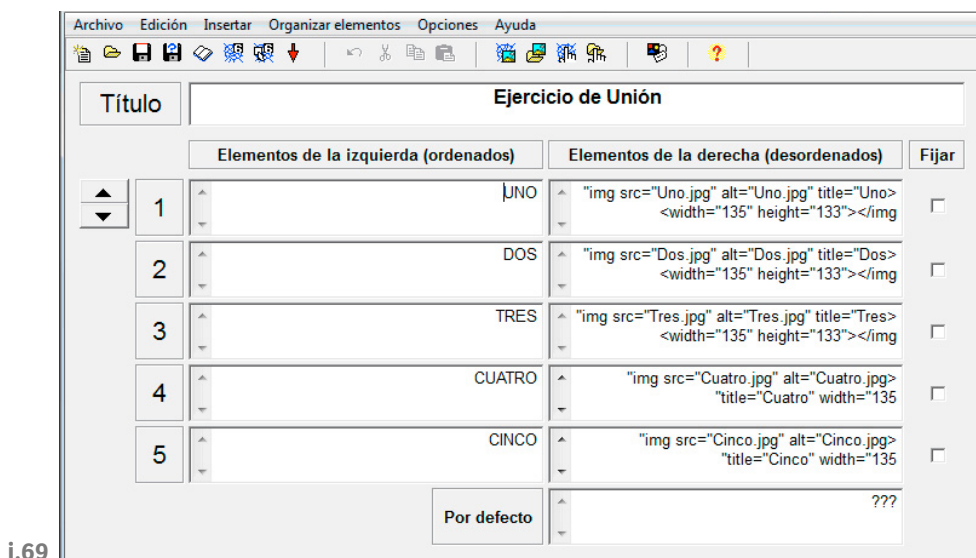 Archivo Edición Insertar Organizar elementos Opciones Ayuda
Título
Ejercicio de Unión
Elementos de la izquierda (ordenados) Elementos de la derecha (desordenados) Fijar
1 UNO "img src="Uno.jpg" alt="Uno.jpg" title="Uno>
<width="135" height="133"></img
2 DOS "img src="Dos.jpg" alt="Dos.jpg" title="Dos>
<width="135" height="133"></img
3 TRES "img src="Tres.jpg" alt="Tres.jpg" title="Tres>
<width="135" height="133"></img
4 CUATRO "img src="Cuatro.jpg" alt="Cuatro.jpg>
"title="Cuatro" width="135
5 CINCO "img src="Cinco.jpg" alt="Cinco.jpg>
"title="Cinco" width="135
Por defecto ???
i.69